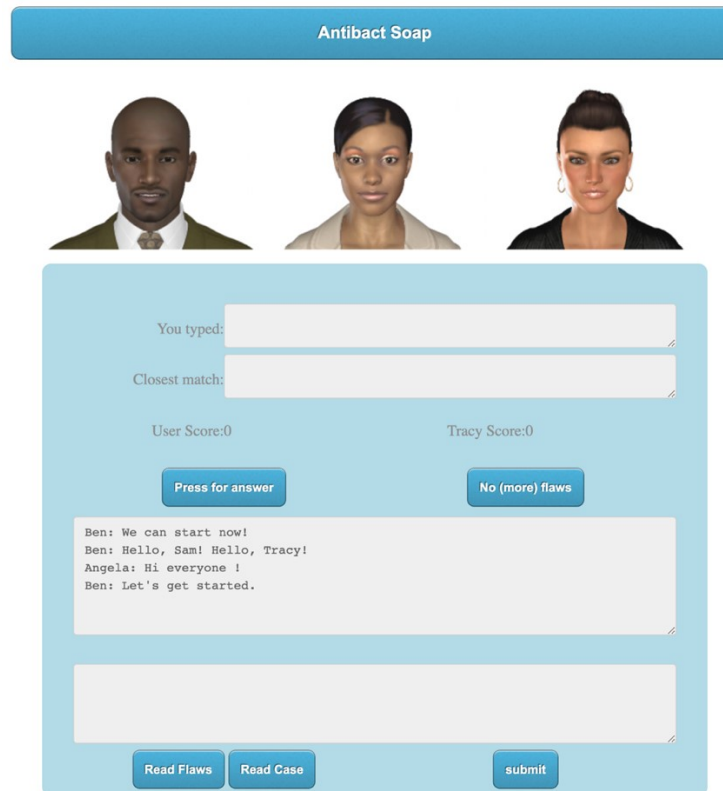 Antibact Soap
You typed:
Closest match:
User Score:0
Tracy Score:0
Press for answer
No (more) flaws
Ben: We can start now!
Ben: Hello, Sam! Hello, Tracy!
Angela: Hi everyone !
Ben: Let's get started.
Read Flaws
Read Case
submit